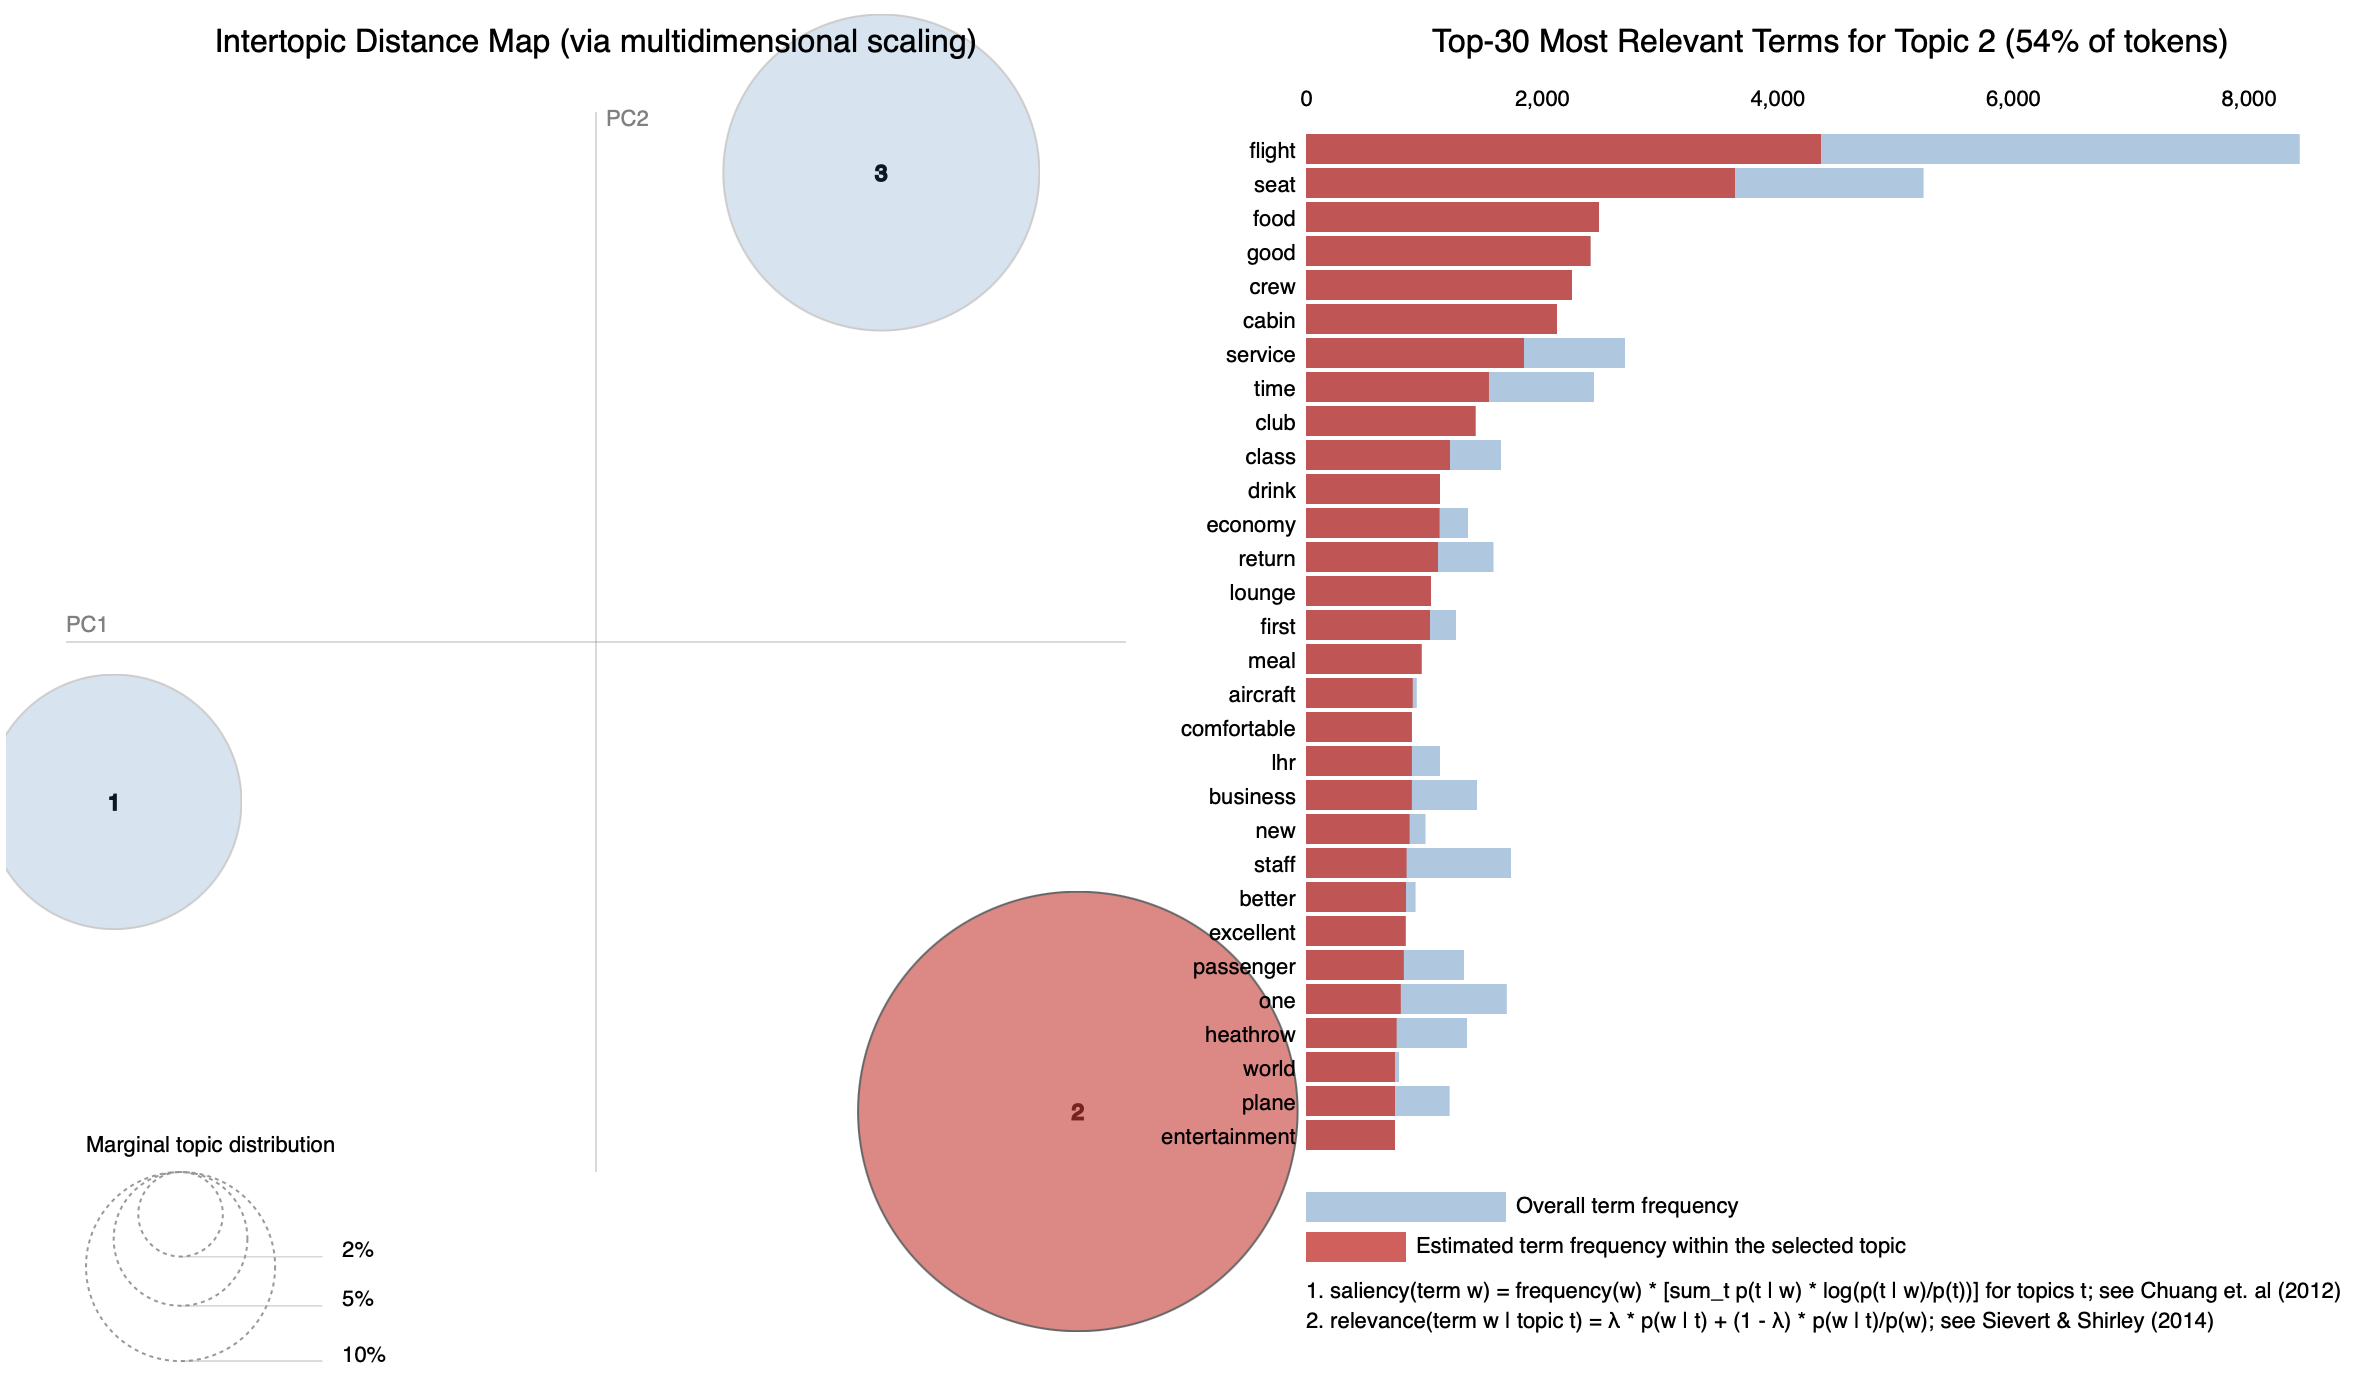 Intertopic Distance Map (via multidimensional scaling)
PC2
3
PC1
1
2
Marginal topic distribution
2%
5%
10%
Top-30 Most Relevant Terms for Topic 2 (54% of tokens)
0 2,000 4,000 6,000 8,000
flight
seat
food
good
crew
cabin
service
time
club
class
drink
economy
return
lounge
first
meal
aircraft
comfortable
lhr
business
new
staff
better
excellent
passenger
one
heathrow
world
plane
entertainment
Overall term frequency
Estimated term frequency within the selected topic
1. saliency(term w) = frequency(w) * [sum_t p(t | w) * log(p(t | w)/p(t))] for topics t; see Chuang et. al (2012)
2. relevance(term w | topic t) = λ * p(w | t) + (1 - λ) * p(w | t)/p(w); see Sievert & Shirley (2014)